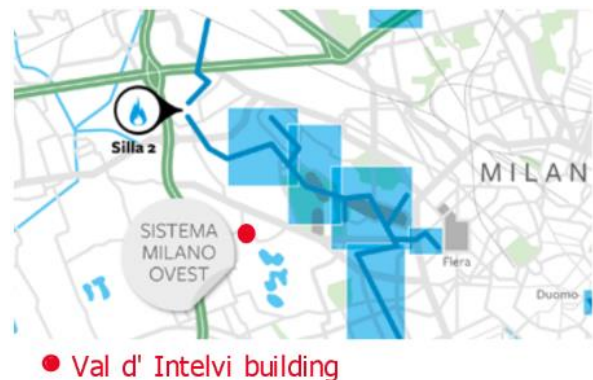 Silla 2
MILAN
SISTEMA
MILANO
OVEST
Fiera
Duomo
Val d' Intelvi building